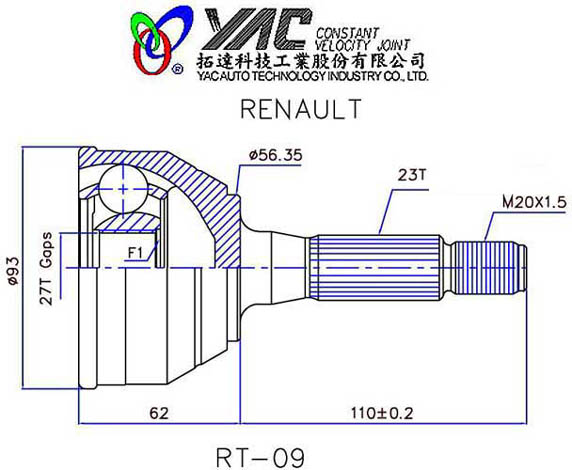 YAC CONSTANT
VELOCITY JOINT
®
拓達科技工業股份有限公司
YAC AUTO TECHNOLOGY INDUSTRY CO., LTD.
RENAULT
ø56.35
23T
M20X1.5
ø93
27T Gaps
F1
62
110±0.2
RT-09